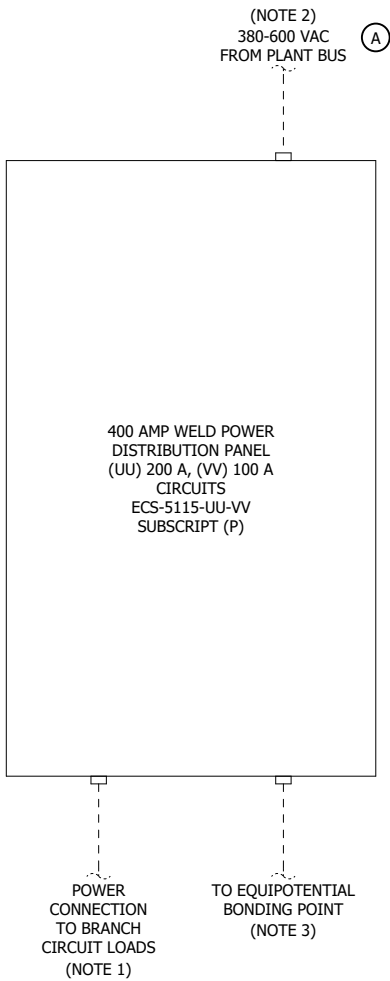 (NOTE 2)
380-600 VAC
FROM PLANT BUS
A
400 AMP WELD POWER
DISTRIBUTION PANEL
(UU) 200 A, (VV) 100 A
CIRCUITS
ECS-5115-UU-VV
SUBSCRIPT (P)
POWER
CONNECTION
TO BRANCH
CIRCUIT LOADS
(NOTE 1)
TO EQUIPOTENTIAL
BONDING POINT
(NOTE 3)